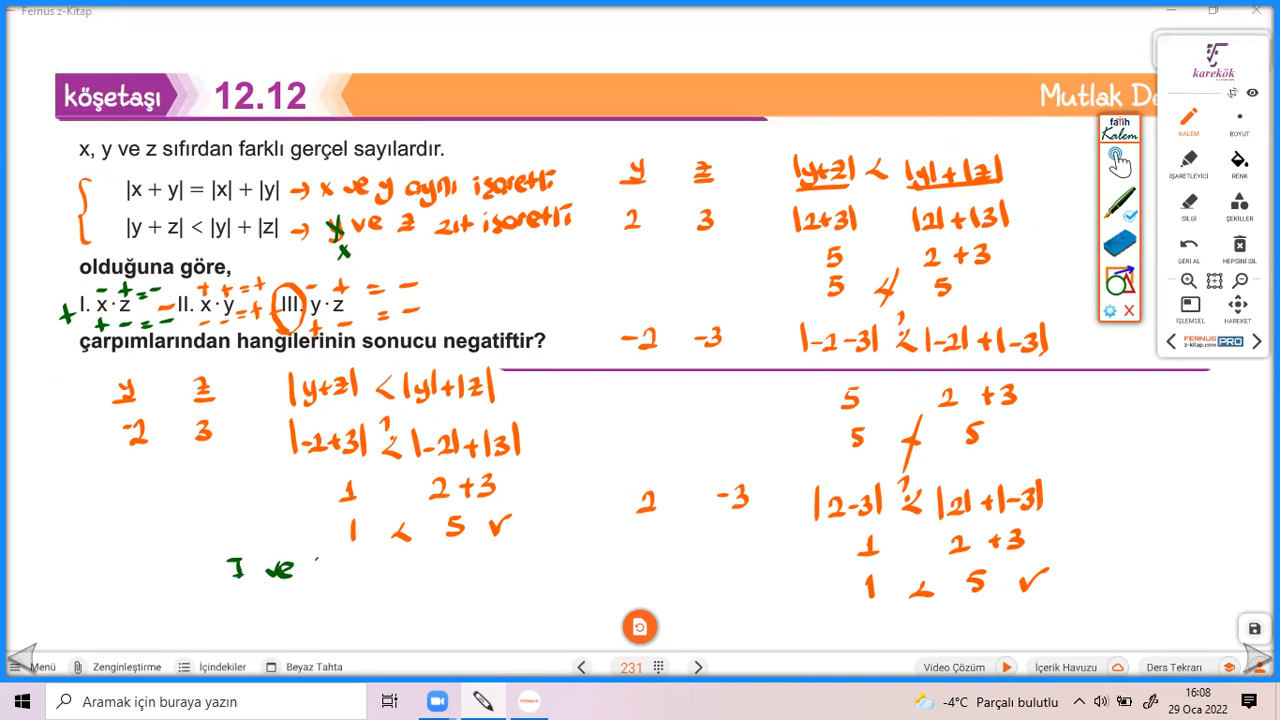 Fernus z-Kitap
köşetaşı 12.12 Mutlak De
x, y ve z sıfırdan farklı gerçel sayılardır.
|x + y| = |x| + |y| → x ve y aynı işaretli
|y + z| < |y| + |z| → y ve z zıt işaretli
x
olduğuna göre,
- + = - + + = + - + = -
+ I. x·z - II. x·y III. y·z
+ - = - - - = + + - = -
çarpımlarından hangilerinin sonucu negatiftir?
y z |y+z| < |y|+|z|
2 3 |2+3| |2|+|3|
5 2+3
5 < 5
-2 -3 |-2-3| ?< |-2|+|-3|
5 2+3
5 < 5
2 -3 |2-3| ?< |2|+|-3|
1 2+3
1 < 5 ✓
y z |y+z| < |y|+|z|
-2 3 |-2+3| ?< |-2|+|3|
1 2+3
1 < 5 ✓
I ve
fatih
Kalem
karekök
KALEM BOYUT
İŞARETLEYİCİ RENK
SİLGİ ŞEKİLLER
GERİ AL HEPSİNİ SİL
İŞLEMSEL HAREKET
FERNUS z-kitap PRO
Menü Zenginleştirme İçindekiler Beyaz Tahta 231 Video Çözüm İçerik Havuzu Ders Tekrarı
Aramak için buraya yazın FERNUS -4°C Parçalı bulutlu 16:08
29 Oca 2022